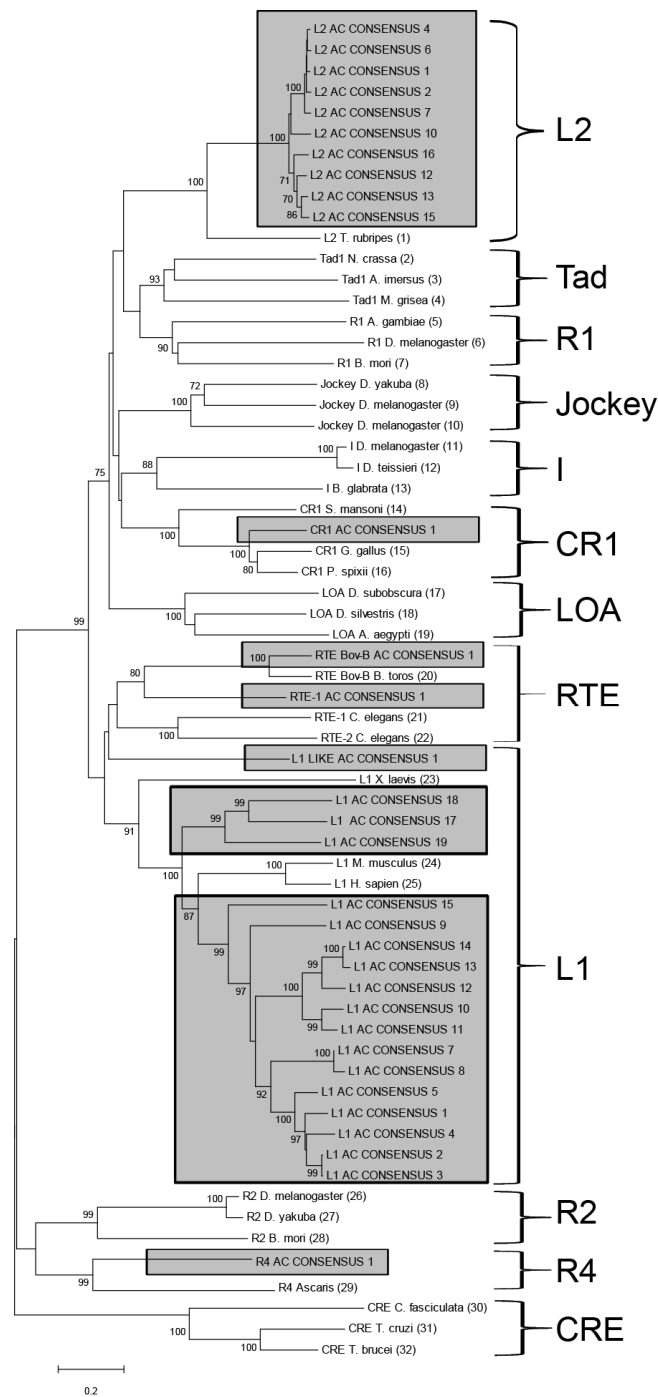 L2 AC CONSENSUS 4
L2 AC CONSENSUS 6
L2 AC CONSENSUS 1
L2 AC CONSENSUS 2
100
L2 AC CONSENSUS 7
L2 AC CONSENSUS 10
100
L2 AC CONSENSUS 16
71
L2 AC CONSENSUS 12
70
L2 AC CONSENSUS 13
86
L2 AC CONSENSUS 15
100
L2 T. rubripes (1)
L2
Tad1 N. crassa (2)
93
Tad1 A. imersus (3)
Tad1 M. grisea (4)
Tad
R1 A. gambiae (5)
R1 D. melanogaster (6)
90
R1 B. mori (7)
R1
72
Jockey D. yakuba (8)
100
Jockey D. melanogaster (9)
Jockey D. melanogaster (10)
Jockey
75
100
I D. melanogaster (11)
88
I D. teissieri (12)
I B. glabrata (13)
I
CR1 S. mansoni (14)
100
CR1 AC CONSENSUS 1
100
CR1 G. gallus (15)
80
CR1 P. spixii (16)
CR1
LOA D. subobscura (17)
100
LOA D. silvestris (18)
LOA A. aegypti (19)
LOA
99
RTE Bov-B AC CONSENSUS 1
100
80
RTE Bov-B B. toros (20)
RTE-1 AC CONSENSUS 1
RTE-1 C. elegans (21)
100
RTE-2 C. elegans (22)
RTE
L1 LIKE AC CONSENSUS 1
L1 X. laevis (23)
91
99
L1 AC CONSENSUS 18
99
L1 AC CONSENSUS 17
L1 AC CONSENSUS 19
100
100
L1 M. musculus (24)
L1 H. sapien (25)
87
L1 AC CONSENSUS 15
99
L1 AC CONSENSUS 9
97
100
L1 AC CONSENSUS 14
99
L1 AC CONSENSUS 13
L1 AC CONSENSUS 12
100
L1 AC CONSENSUS 10
99
L1 AC CONSENSUS 11
L1 AC CONSENSUS 7
100
L1 AC CONSENSUS 8
92
L1 AC CONSENSUS 5
100
L1 AC CONSENSUS 1
97
L1 AC CONSENSUS 4
L1 AC CONSENSUS 2
99
L1 AC CONSENSUS 3
L1
R2 D. melanogaster (26)
100
99
R2 D. yakuba (27)
R2 B. mori (28)
R2
R4 AC CONSENSUS 1
99
R4 Ascaris (29)
R4
CRE C. fasciculata (30)
100
CRE T. cruzi (31)
100
CRE T. brucei (32)
CRE
0.2